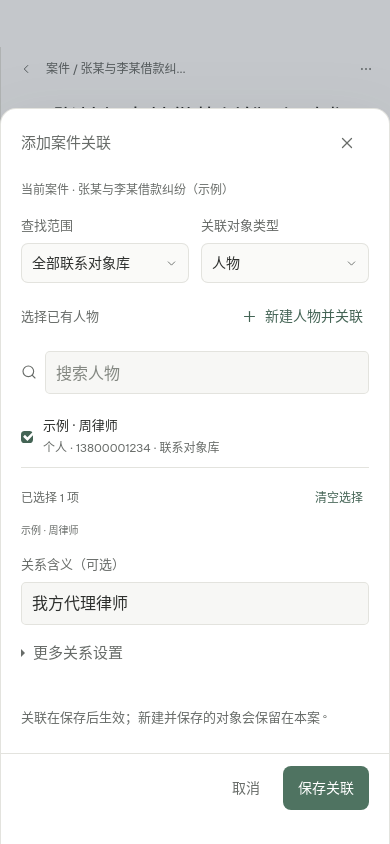 案件 / 张某与李某借款纠...
添加案件关联
当前案件 · 张某与李某借款纠纷（示例）
查找范围
关联对象类型
全部联系对象库
人物
选择已有人物
新建人物并关联
搜索人物
示例 · 周律师
个人 · 13800001234 · 联系对象库
已选择 1 项
清空选择
示例 · 周律师
关系含义（可选）
我方代理律师
更多关系设置
关联在保存后生效；新建并保存的对象会保留在本案。
取消
保存关联